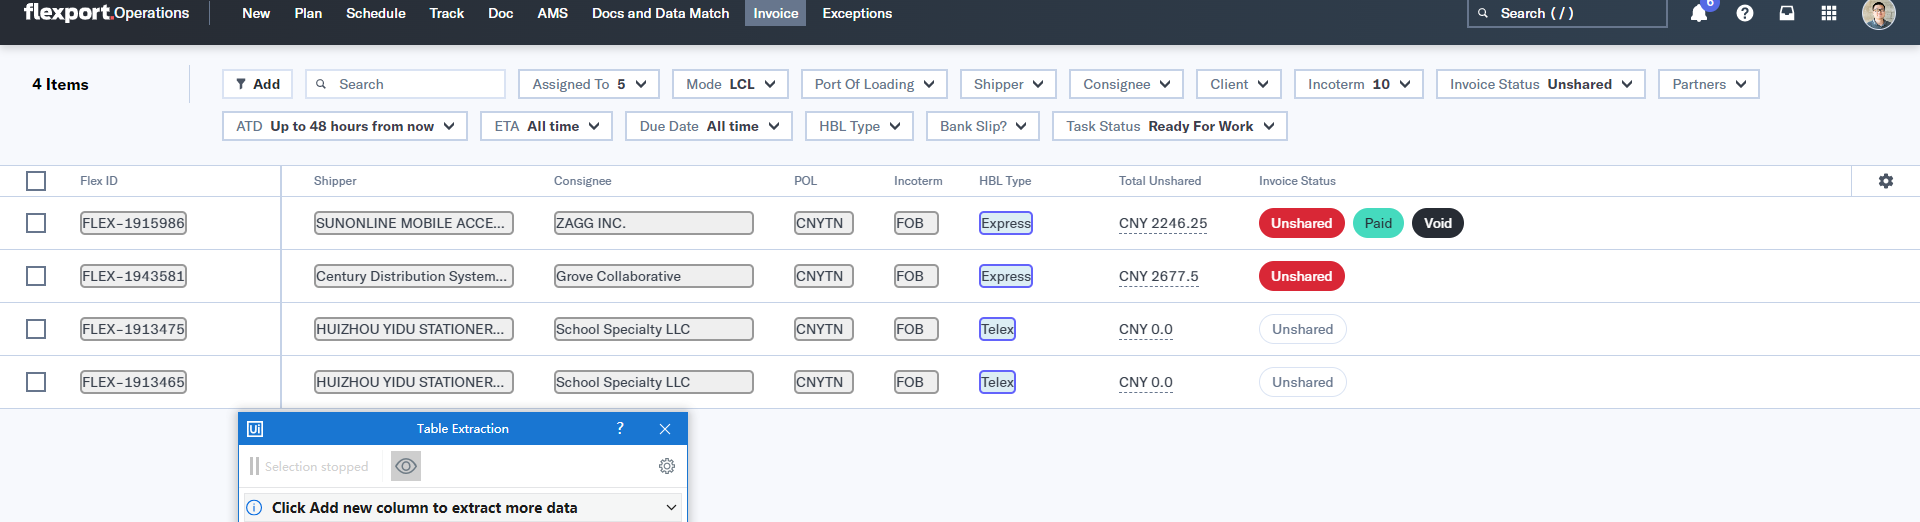 flexport. Operations New Plan Schedule Track Doc AMS Docs and Data Match Invoice Exceptions Search ( / ) 6
4 Items Add Search Assigned To 5 Mode LCL Port Of Loading Shipper Consignee Client Incoterm 10 Invoice Status Unshared Partners
ATD Up to 48 hours from now ETA All time Due Date All time HBL Type Bank Slip? Task Status Ready For Work
Flex ID Shipper Consignee POL Incoterm HBL Type Total Unshared Invoice Status
FLEX-1915986 SUNONLINE MOBILE ACCE... ZAGG INC. CNYTN FOB Express CNY 2246.25 Unshared Paid Void
FLEX-1943581 Century Distribution System... Grove Collaborative CNYTN FOB Express CNY 2677.5 Unshared
FLEX-1913475 HUIZHOU YIDU STATIONER... School Specialty LLC CNYTN FOB Telex CNY 0.0 Unshared
FLEX-1913465 HUIZHOU YIDU STATIONER... School Specialty LLC CNYTN FOB Telex CNY 0.0 Unshared
Ui Table Extraction ?
Selection stopped
Click Add new column to extract more data